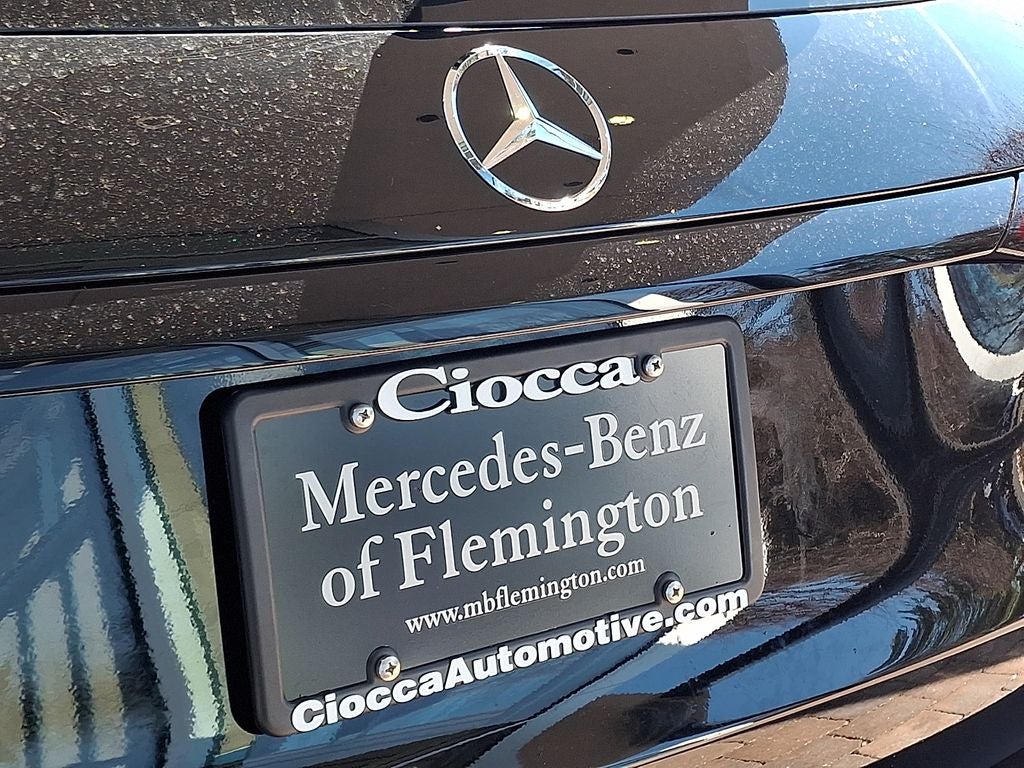 Ciocca
Mercedes-Benz
of Flemington
www.mbflemington.com
CioccaAutomotive.com